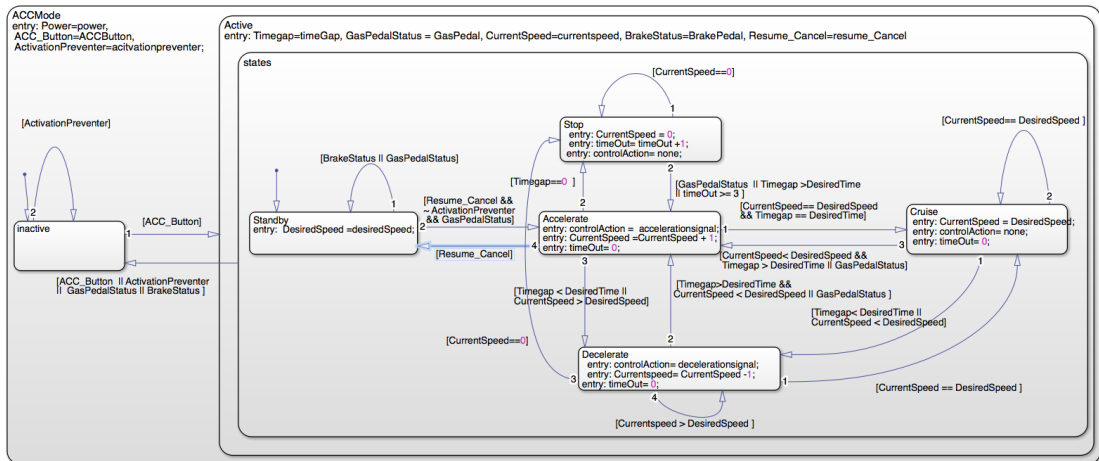 ACCMode
entry: Power=power,
ACC_Button=ACCButton,
ActivationPreventer=acitvationpreventer;
Active
entry: Timegap=timeGap, GasPedalStatus = GasPedal, CurrentSpeed=currentspeed, BrakeStatus=BrakePedal, Resume_Cancel=resume_Cancel
states
[CurrentSpeed==0]
1
Stop
entry: CurrentSpeed = 0;
entry: timeOut= timeOut +1;
entry: controlAction= none;
2
[ActivationPreventer]
2
inactive
1
[ACC_Button]
[ACC_Button || ActivationPreventer
|| GasPedalStatus || BrakeStatus ]
[BrakeStatus || GasPedalStatus]
1
Standby
entry: DesiredSpeed =desiredSpeed;
2
[Resume_Cancel &&
~ ActivationPreventer
&& GasPedalStatus]
[Resume_Cancel]
[Timegap==0 ]
2
[GasPedalStatus || Timegap >DesiredTime
|| timeOut >= 3 ]
Accelerate
entry: controlAction = accelerationsignal;
entry: CurrentSpeed =CurrentSpeed + 1;
entry: timeOut= 0;
1
4
3
[CurrentSpeed== DesiredSpeed
&& Timegap == DesiredTime]
[CurrentSpeed< DesiredSpeed &&
Timegap > DesiredTime || GasPedalStatus]
[CurrentSpeed== DesiredSpeed ]
2
Cruise
entry: CurrentSpeed = DesiredSpeed;
entry: controlAction= none;
entry: timeOut= 0;
3
1
[Timegap < DesiredTime ||
CurrentSpeed > DesiredSpeed]
[Timegap>DesiredTime &&
CurrentSpeed < DesiredSpeed || GasPedalStatus ]
[Timegap< DesiredTime ||
CurrentSpeed < DesiredSpeed]
[CurrentSpeed==0]
2
Decelerate
entry: controlAction= decelerationsignal;
entry: Currentspeed= CurrentSpeed -1;
entry: timeOut= 0;
3
1
4
[CurrentSpeed == DesiredSpeed ]
[Currentspeed > DesiredSpeed ]